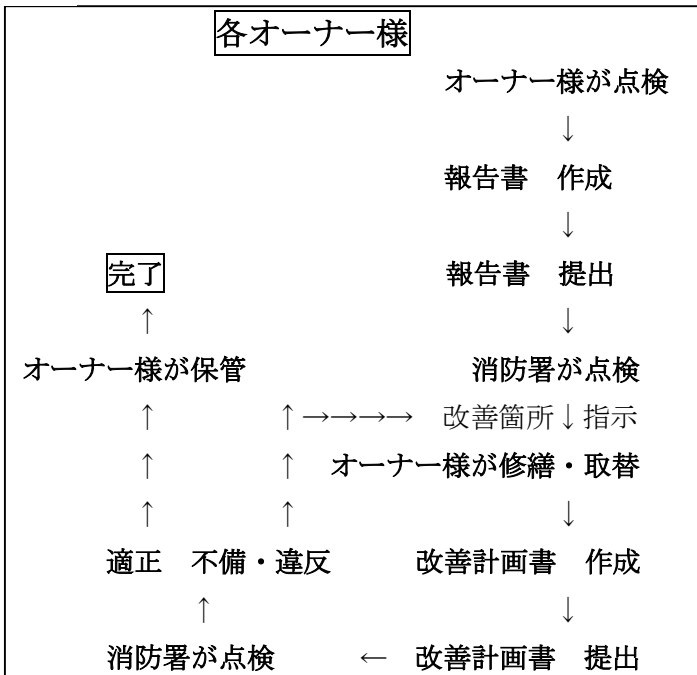 各オーナー様
オーナー様が点検
↓
報告書　作成
↓
完了　報告書　提出
↑　↓
オーナー様が保管　消防署が点検
↑　↑→→→→　改善箇所↓指示
↑　↑　オーナー様が修繕・取替
↑　↑　↓
適正　不備・違反　改善計画書　作成
↑　↓
消防署が点検　←　改善計画書　提出